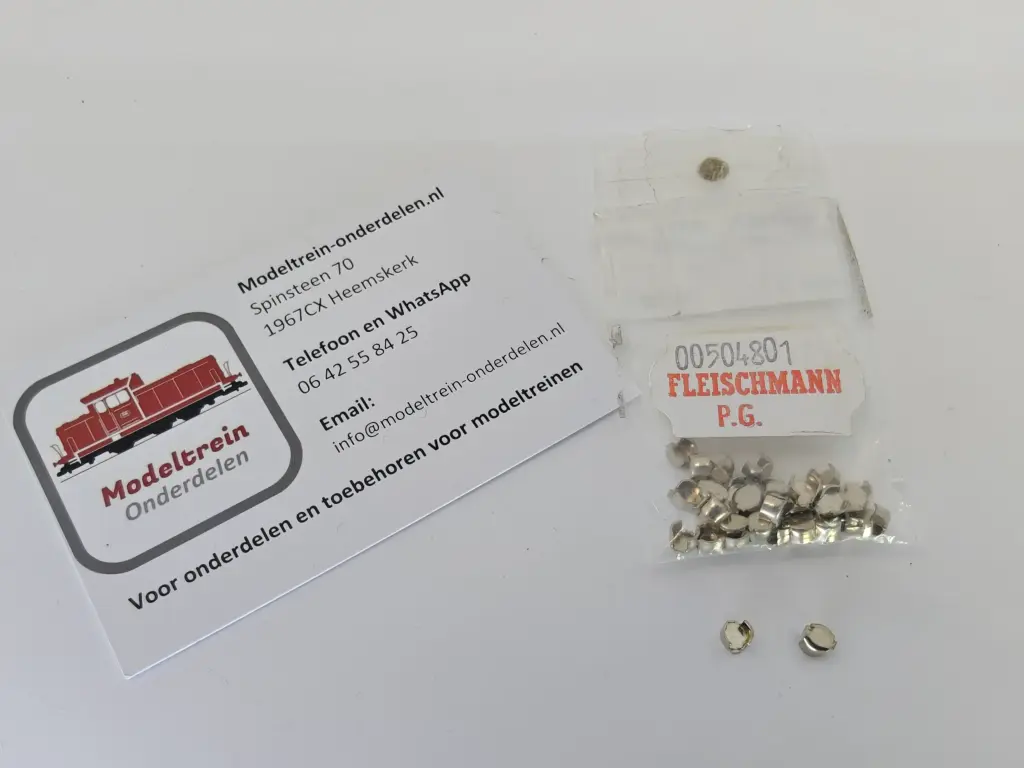 Modeltrein-onderdelen.nl
Spinsteen 70
1967CX Heemskerk
Telefoon en WhatsApp
06 42 55 84 25
Email:
info@modeltrein-onderdelen.nl
Voor onderdelen en toebehoren voor modeltreinen
Modeltrein
Onderdelen
00504801
FLEISCHMANN
P.G.